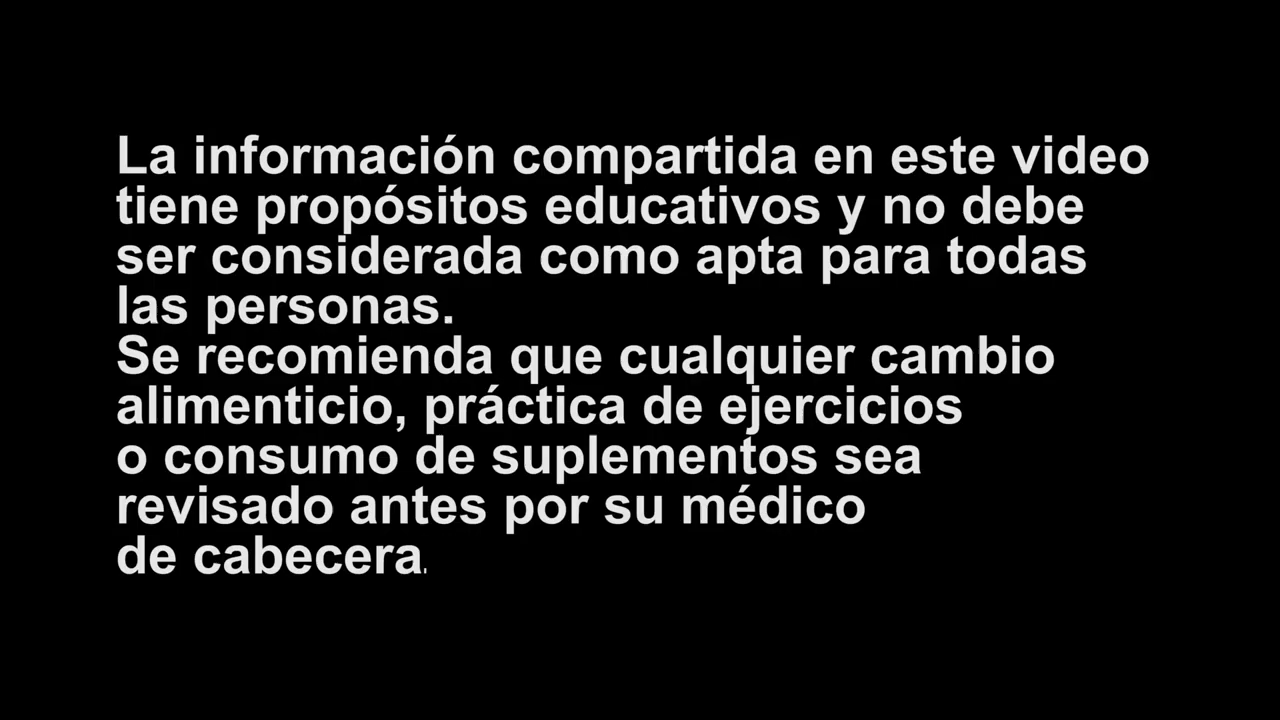 La información compartida en este video
tiene propósitos educativos y no debe
ser considerada como apta para todas
las personas.
Se recomienda que cualquier cambio
alimenticio, práctica de ejercicios
o consumo de suplementos sea
revisado antes por su médico
de cabecera.